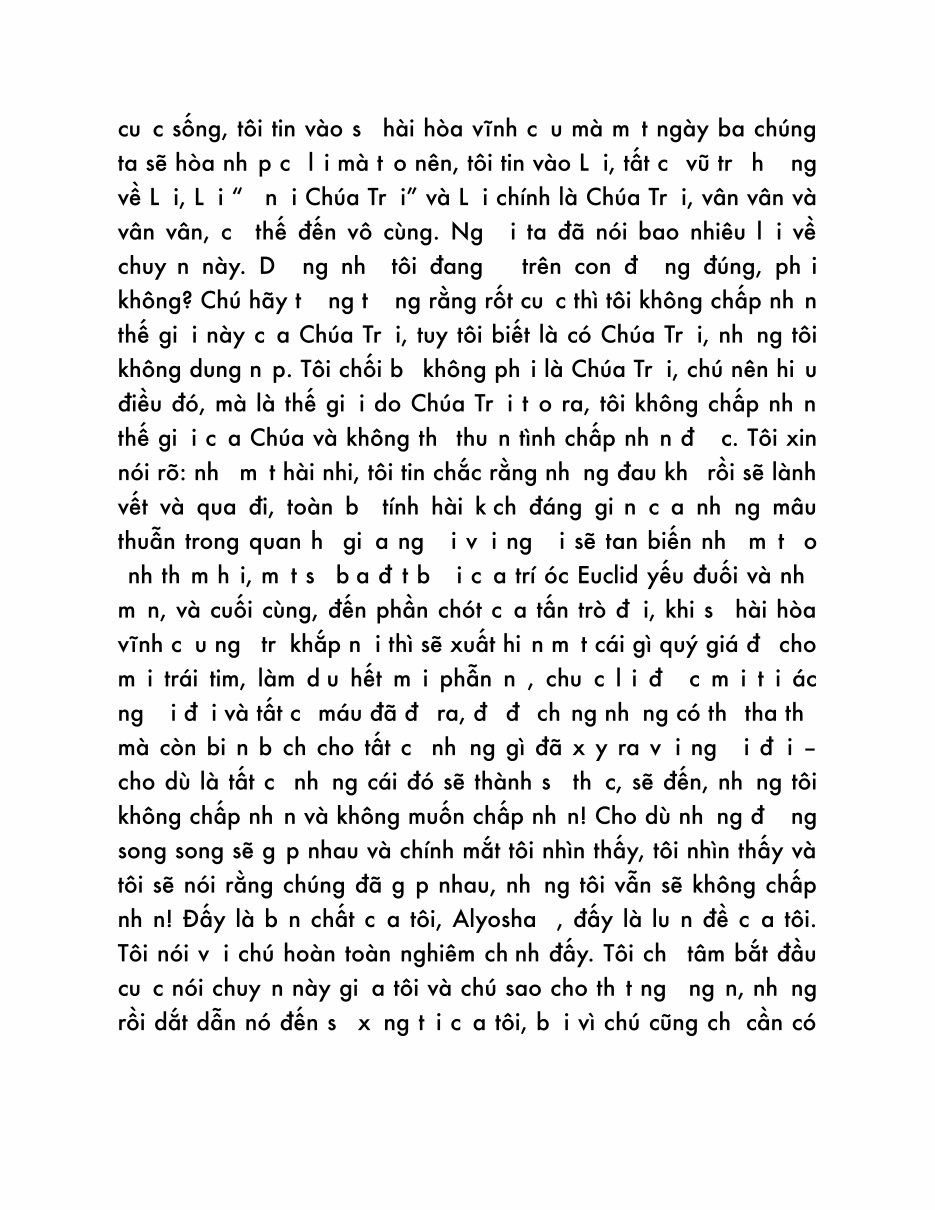 cu c sống, tôi tin vào s hài hòa vĩnh c u mà m t ngày ba chúng
ta sẽ hòa nh p c l i mà t o nên, tôi tin vào L i, tất c vũ tr h ng
về L i, L i “ n i Chúa Tr i” và L i chính là Chúa Tr i, vân vân và
vân vân, c thế đến vô cùng. Ng i ta đã nói bao nhiêu l i về
chuy n này. D ng nh tôi đang trên con đ ng đúng, ph i
không? Chú hãy t ng t ng rằng rốt cu c thì tôi không chấp nh n
thế gi i này c a Chúa Tr i, tuy tôi biết là có Chúa Tr i, nh ng tôi
không dung n p. Tôi chối b không ph i là Chúa Tr i, chú nên hi u
điều đó, mà là thế gi i do Chúa Tr i t o ra, tôi không chấp nh n
thế gi i c a Chúa và không th thu n tình chấp nh n đ c. Tôi xin
nói rõ: nh m t hài nhi, tôi tin chắc rằng nh ng đau kh rồi sẽ lành
vết và qua đi, toàn b tính hài k ch đáng gi n c a nh ng mâu
thuẫn trong quan h gi a ng i v i ng i sẽ tan biến nh m t o
nh th m h i, m t s b a đ t b i c a trí óc Euclid yếu đuối và nh
m n, và cuối cùng, đến phần chót c a tấn trò đ i, khi s hài hòa
vĩnh c u ng tr khắp n i thì sẽ xuất hi n m t cái gì quý giá đ cho
m i trái tim, làm d u hết m i phẫn n , chu c l i đ c m i t i ác
ng i đ i và tất c máu đã đ ra, đ đ ch ng nh ng có th tha th
mà còn bi n b ch cho tất c nh ng gì đã x y ra v i ng i đ i –
cho dù là tất c nh ng cái đó sẽ thành s th c, sẽ đến, nh ng tôi
không chấp nh n và không muốn chấp nh n! Cho dù nh ng đ ng
song song sẽ g p nhau và chính mắt tôi nhìn thấy, tôi nhìn thấy và
tôi sẽ nói rằng chúng đã g p nhau, nh ng tôi vẫn sẽ không chấp
nh n! Đấy là b n chất c a tôi, Alyosha , đấy là lu n đề c a tôi.
Tôi nói v i chú hoàn toàn nghiêm ch nh đấy. Tôi ch tâm bắt đầu
cu c nói chuy n này gi a tôi và chú sao cho th t ng ng n, nh ng
rồi dắt dẫn nó đến s x ng t i c a tôi, b i vì chú cũng ch cần có